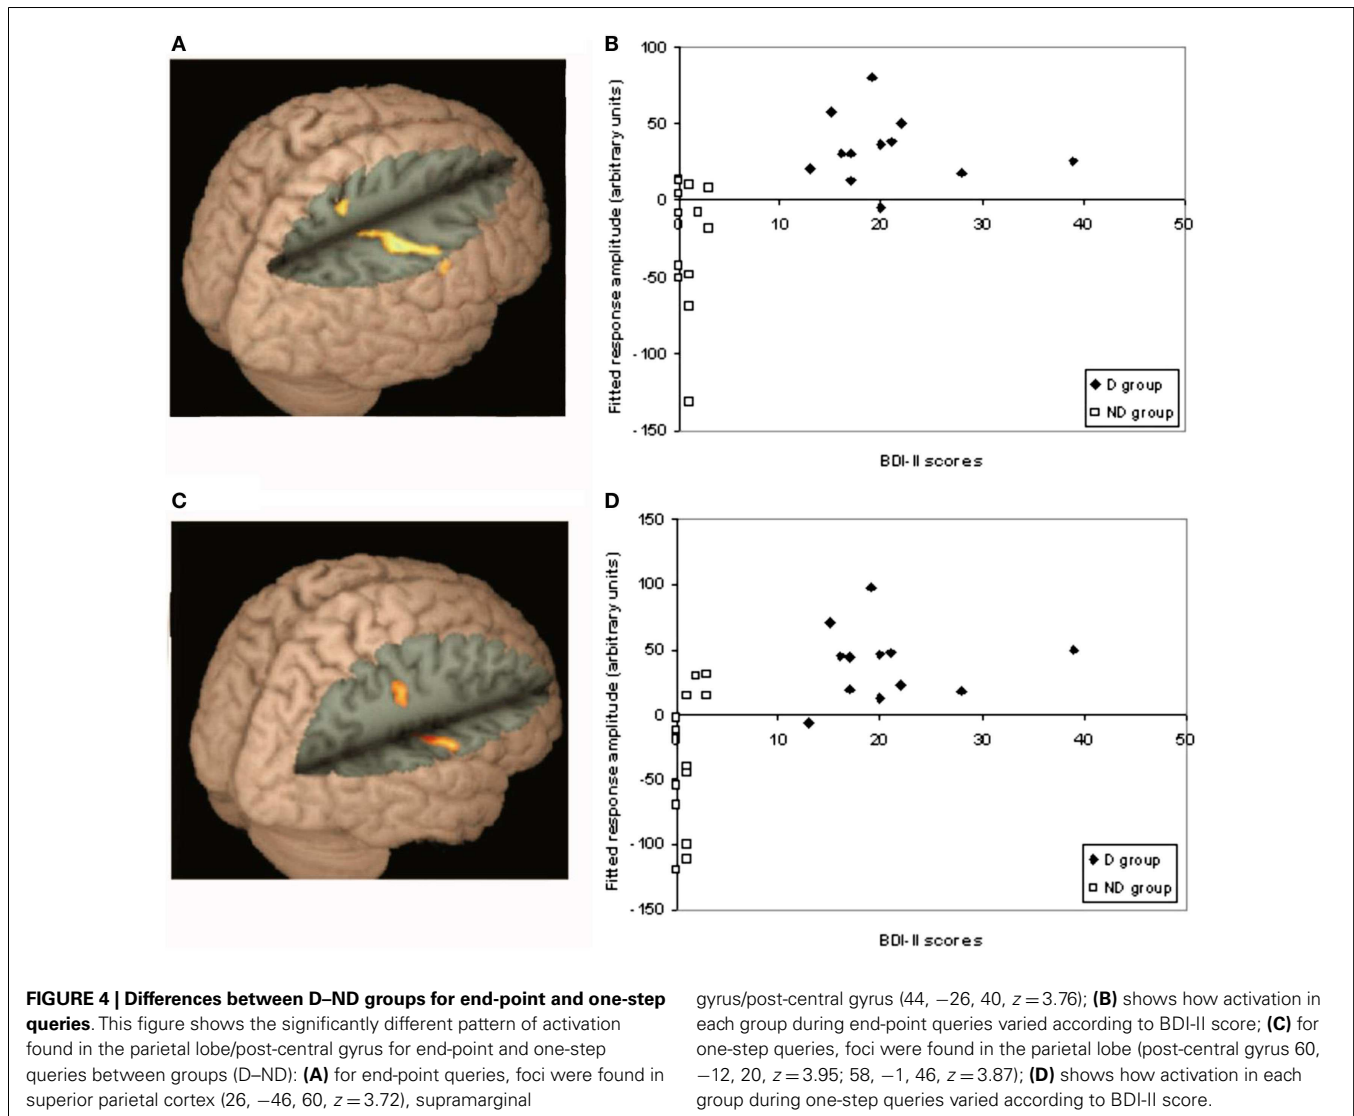 A
B
100
50
0
-50
-100
-150
0
10
20
30
40
50
Fitted response amplitude (arbitrary units)
BDI-II scores
D group
ND group
C
D
150
100
50
0
-50
-100
-150
10
20
30
40
50
Fitted response amplitude (arbitrary units)
BDI-II scores
D group
ND group
FIGURE 4 | Differences between D–ND groups for end-point and one-step
queries. This figure shows the significantly different pattern of activation
found in the parietal lobe/post-central gyrus for end-point and one-step
queries between groups (D–ND): (A) for end-point queries, foci were found in
superior parietal cortex (26, −46, 60, z = 3.72), supramarginal
gyrus/post-central gyrus (44, −26, 40, z = 3.76); (B) shows how activation in
each group during end-point queries varied according to BDI-II score; (C) for
one-step queries, foci were found in the parietal lobe (post-central gyrus 60,
−12, 20, z = 3.95; 58, −1, 46, z = 3.87); (D) shows how activation in each
group during one-step queries varied according to BDI-II score.